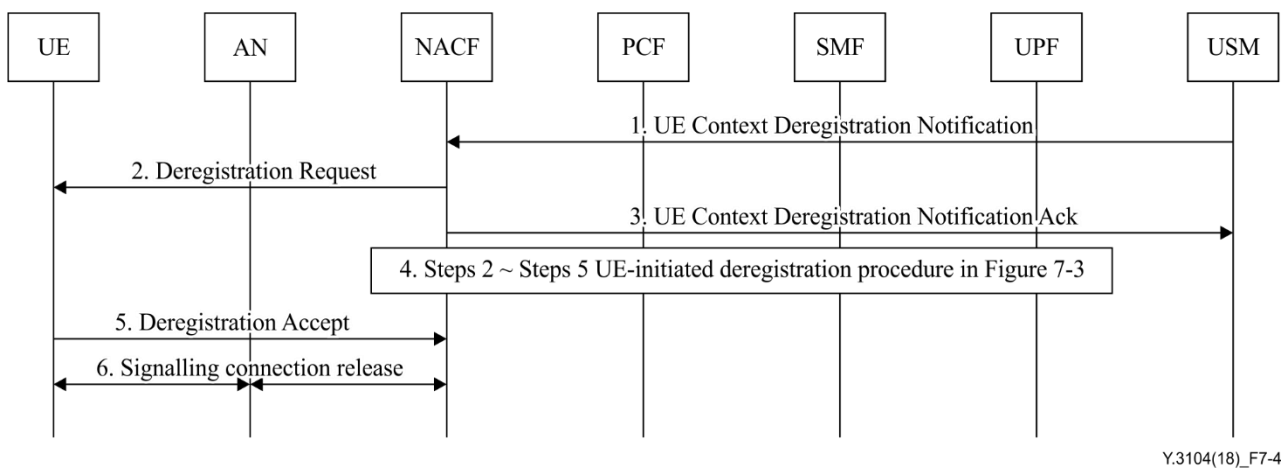 UE
AN
NACF
PCF
SMF
UPF
USM
1. UE Context Deregistration Notification
2. Deregistration Request
3. UE Context Deregistration Notification Ack
4. Steps 2 ~ Steps 5 UE-initiated deregistration procedure in Figure 7-3
5. Deregistration Accept
6. Signalling connection release
Y.3104(18)_F7-4